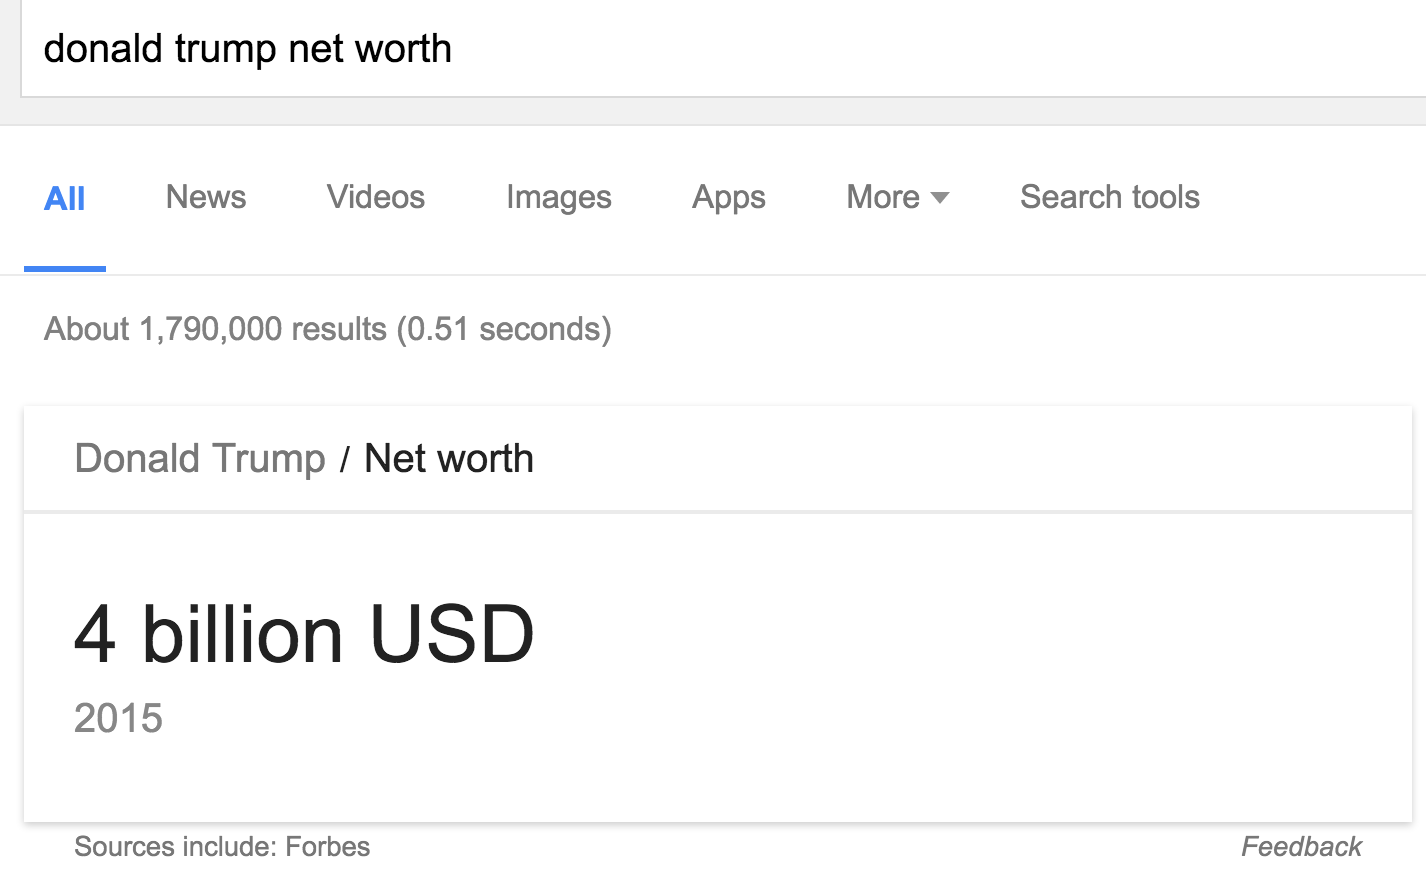 donald trump net worth
All News Videos Images Apps More Search tools
About 1,790,000 results (0.51 seconds)
Donald Trump / Net worth
4 billion USD
2015
Sources include: Forbes Feedback